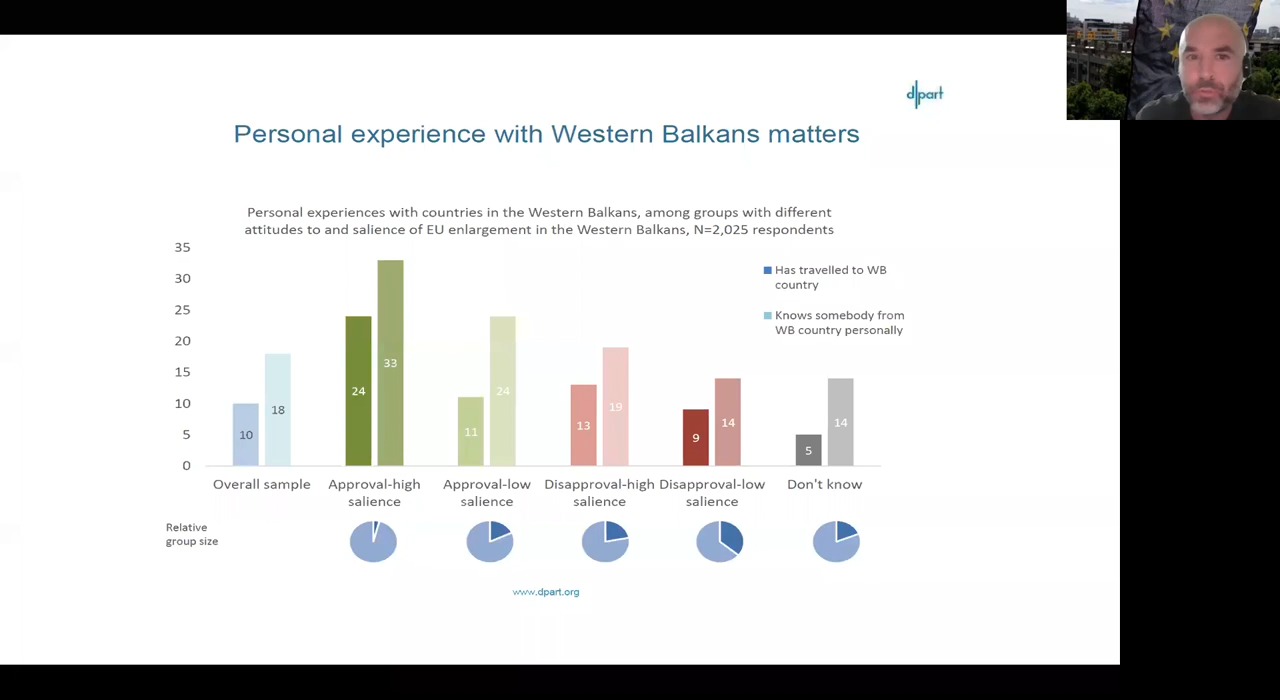 d|part
Personal experience with Western Balkans matters
Personal experiences with countries in the Western Balkans, among groups with different
attitudes to and salience of EU enlargement in the Western Balkans, N=2,025 respondents
35
30
25
20
15
10
5
0
Has travelled to WB
country
Knows somebody from
WB country personally
10
18
24
33
11
24
13
19
9
14
5
14
Overall sample
Approval-high
salience
Approval-low
salience
Disapproval-high
salience
Disapproval-low
salience
Don't know
Relative
group size
www.dpart.org